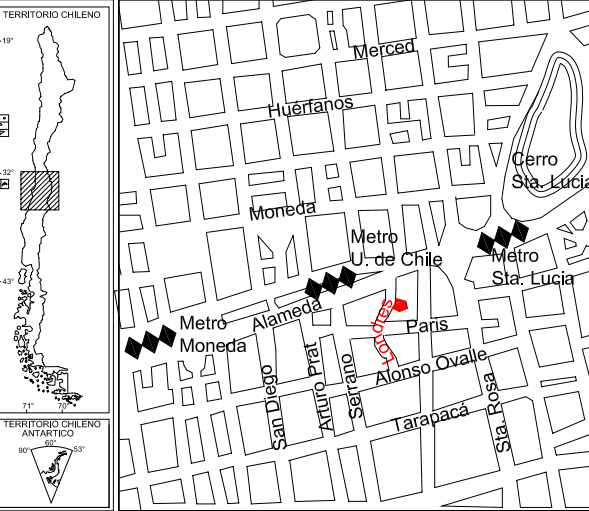 TERRITORIO CHILENO
19°
32°
43°
71°
70°
TERRITORIO CHILENO
ANTARTICO
90°
60°
53°
Merced
Huérfanos
Cerro
Sta. Lucia
Moneda
Metro
U. de Chile
Metro
Sta. Lucia
Alameda
Londres
Metro
Moneda
Paris
San Diego
Arturo Prat
Serrano
Alonso Ovalle
Tarapacá
Sta. Rosa